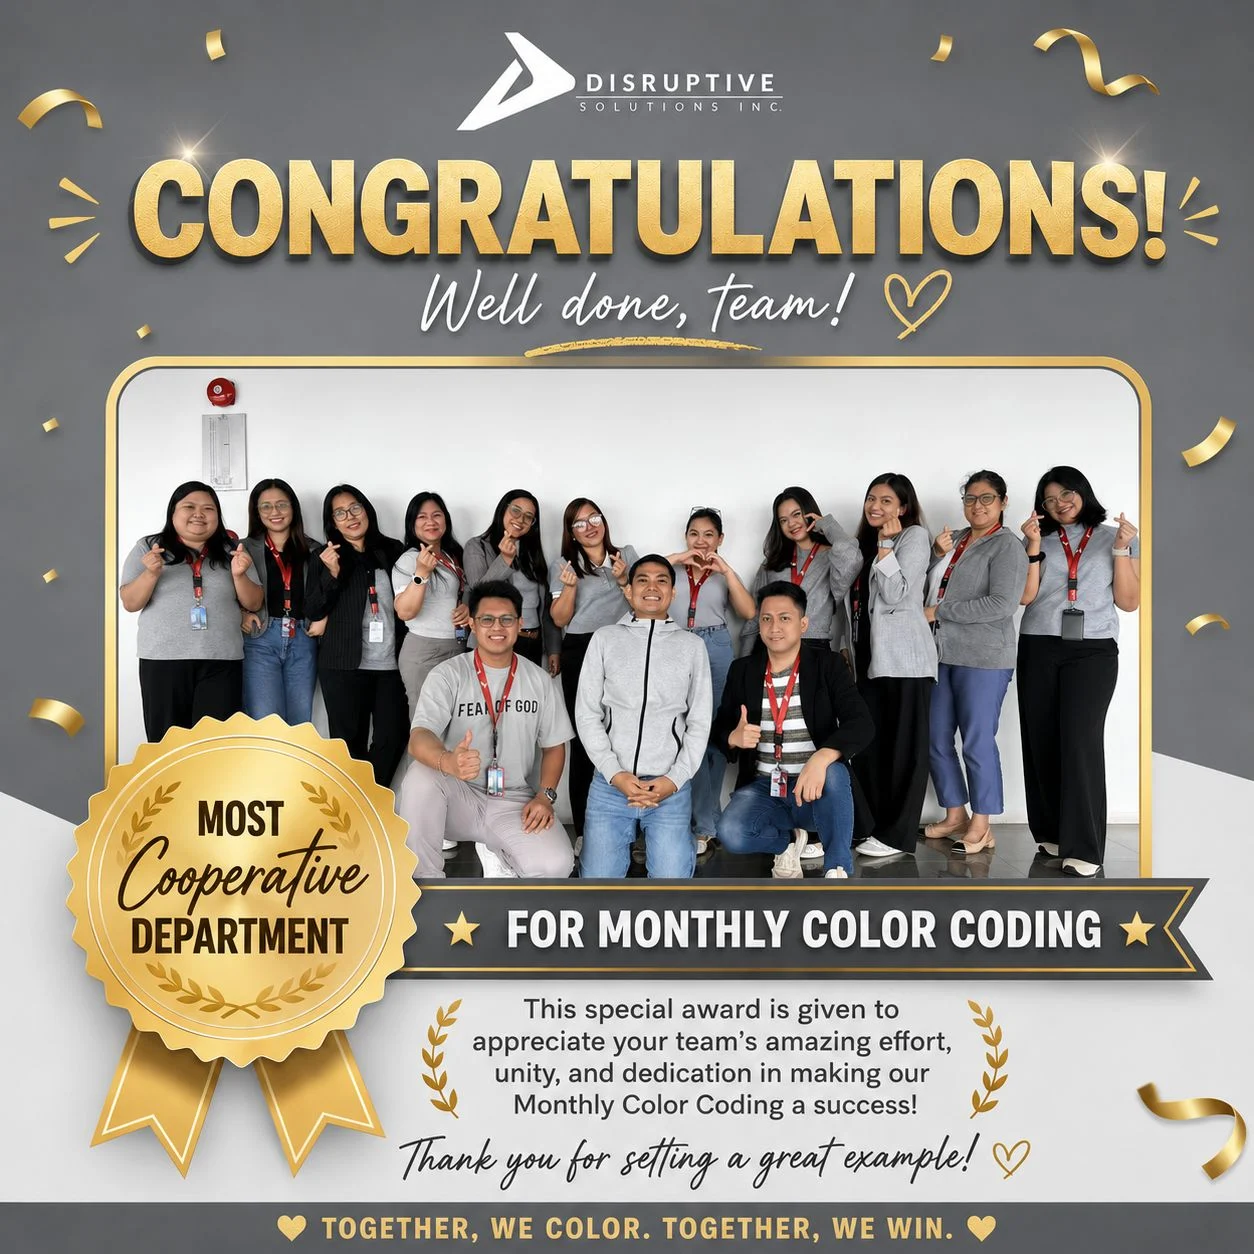 DISRUPTIVE
SOLUTIONS INC.
CONGRATULATIONS!
Well done, team!
FEAR OF GOD
MOST
Cooperative
DEPARTMENT
FOR MONTHLY COLOR CODING
This special award is given to
appreciate your team's amazing effort,
unity, and dedication in making our
Monthly Color Coding a success!
Thank you for setting a great example!
TOGETHER, WE COLOR. TOGETHER, WE WIN.